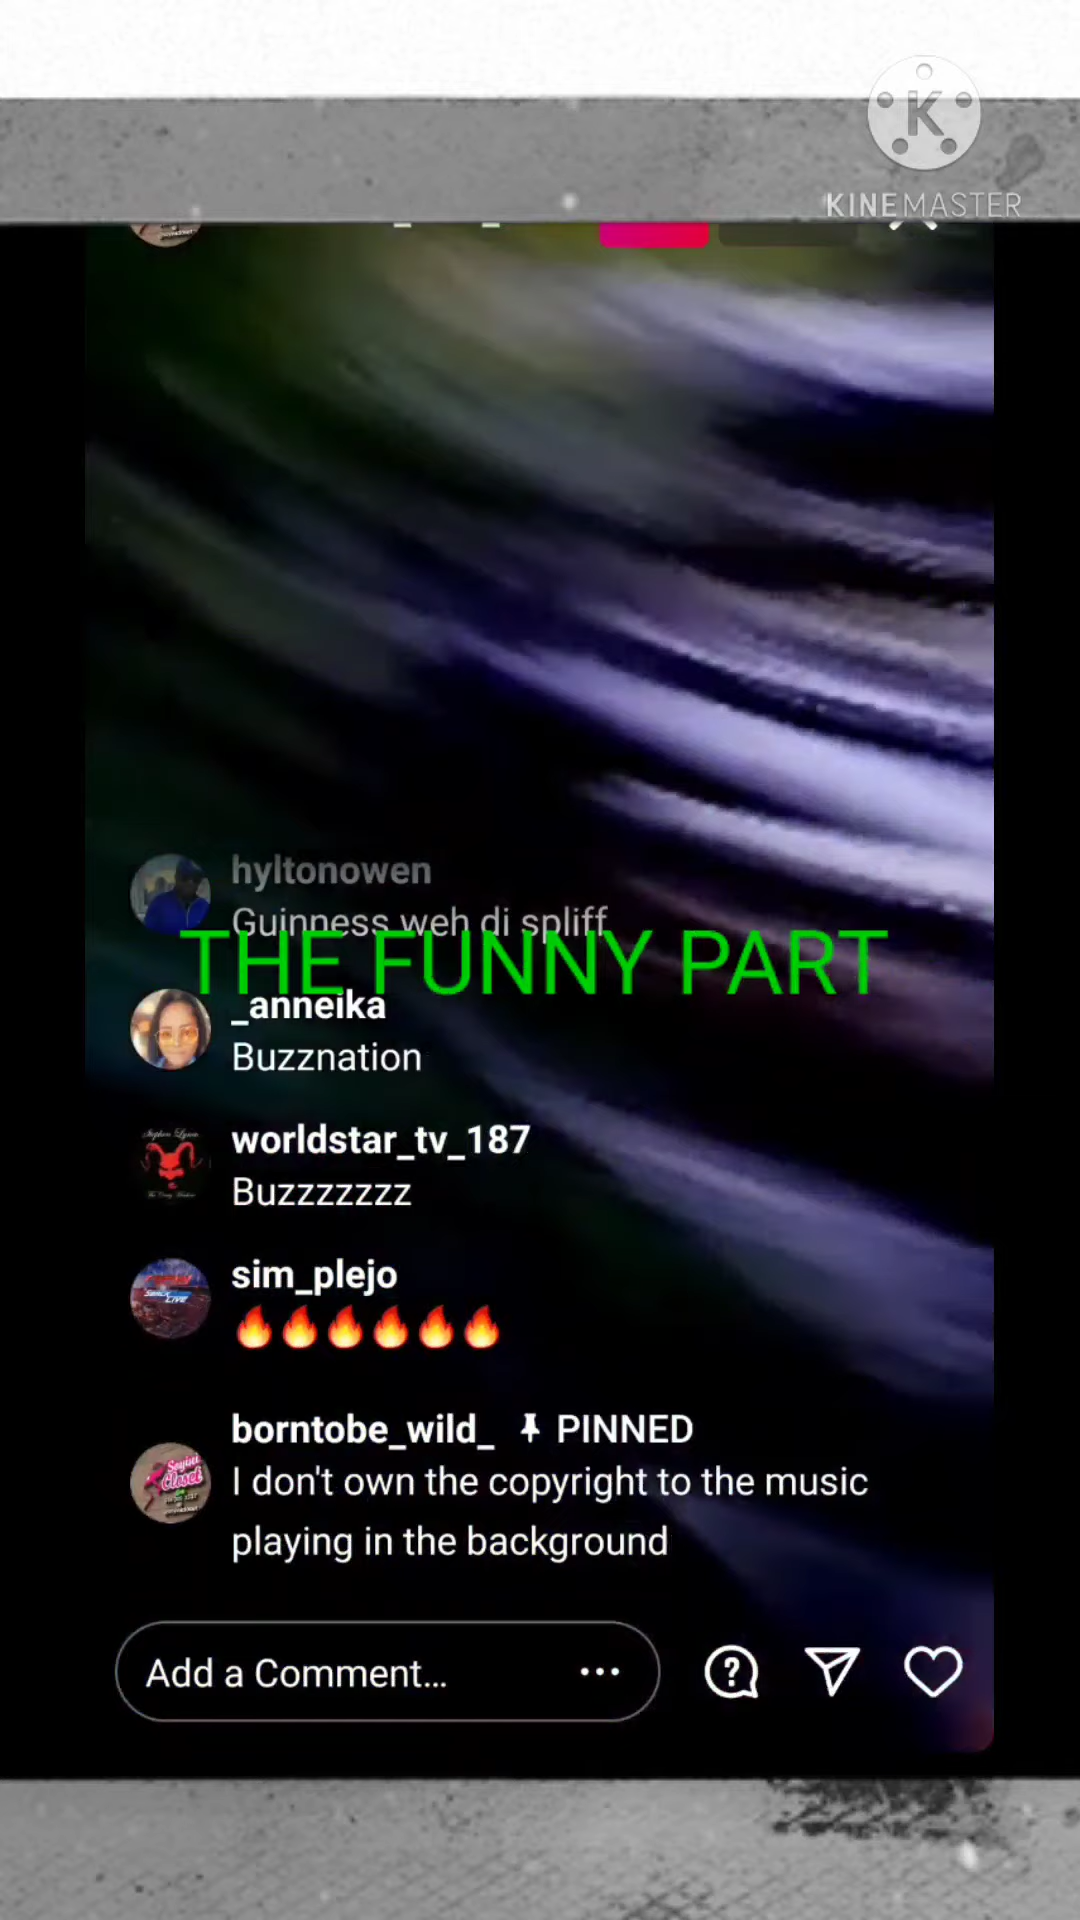 KINEMASTER
hyltonowen
Guinness weh di spliff
THE FUNNY PART
_anneika
Buzznation
worldstar_tv_187
Buzzzzzzz
sim_plejo
🔥🔥🔥🔥🔥🔥
borntobe_wild_ PINNED
I don't own the copyright to the music
playing in the background
Add a Comment...